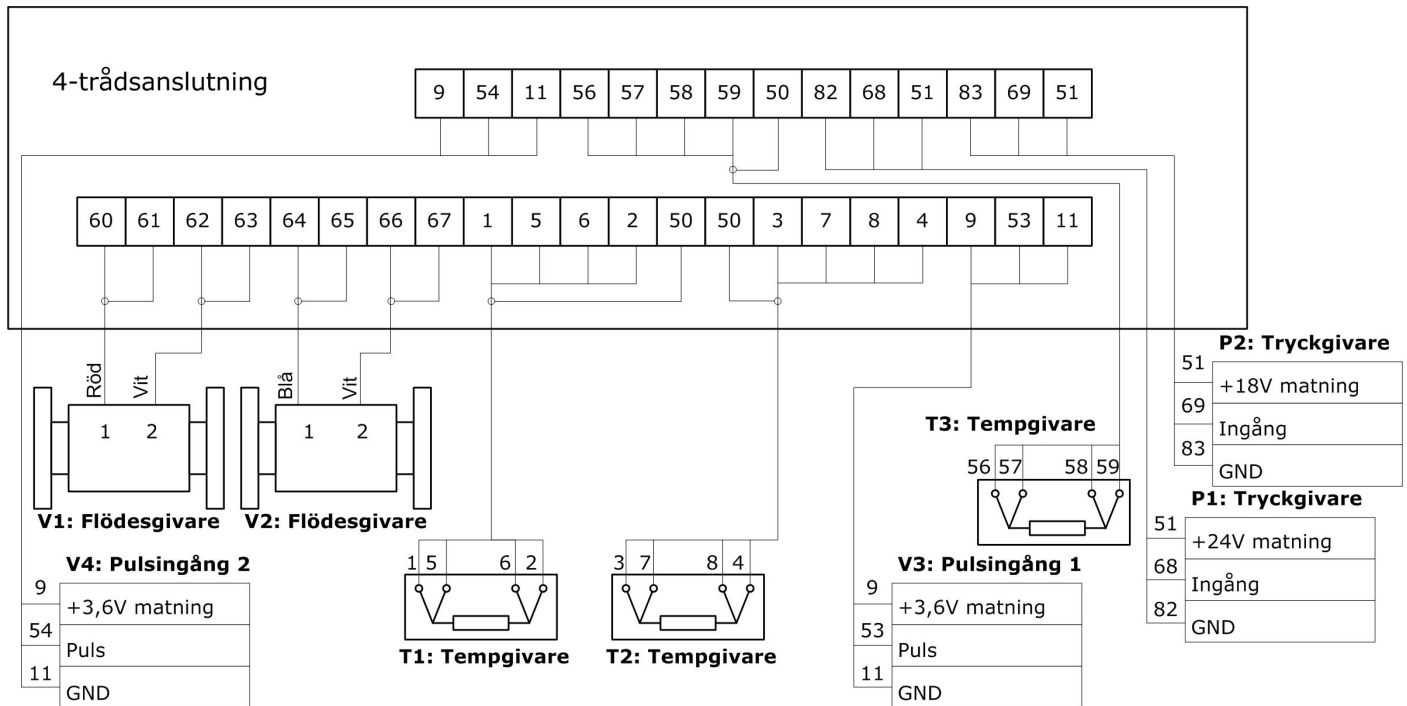 4-trådsanslutning
9 54 11 56 57 58 59 50 82 68 51 83 69 51
60 61 62 63 64 65 66 67 1 5 6 2 50 50 3 7 8 4 9 53 11
Röd
Vit
1 2
V1: Flödesgivare
Blå
Vit
1 2
V2: Flödesgivare
P2: Tryckgivare
51
+18V matning
69
Ingång
83
GND
T3: Tempgivare
56 57 58 59
P1: Tryckgivare
51
+24V matning
68
Ingång
82
GND
V4: Pulsingång 2
9
+3,6V matning
54
Puls
11
GND
1 5 6 2
T1: Tempgivare
3 7 8 4
T2: Tempgivare
V3: Pulsingång 1
9
+3,6V matning
53
Puls
11
GND